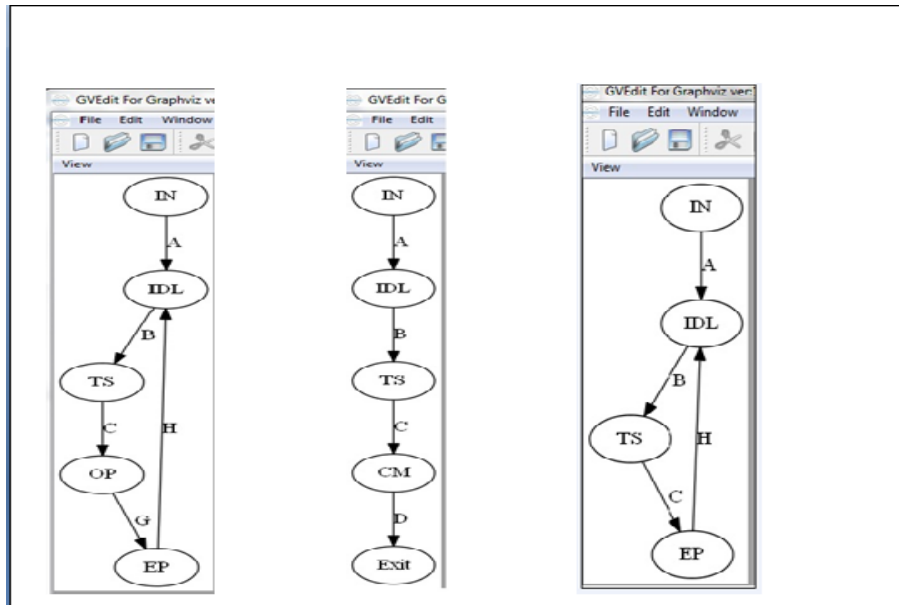 GVEdit For Graphviz ve
File Edit Window
View
IN
A
IDL
B
TS
C
H
OP
G
EP
GVEdit For G
File Edit
View
IN
A
IDL
B
TS
C
CM
D
Exit
GVEdit For Graphviz ver:
File Edit Window
View
IN
A
IDL
B
TS
H
C
EP